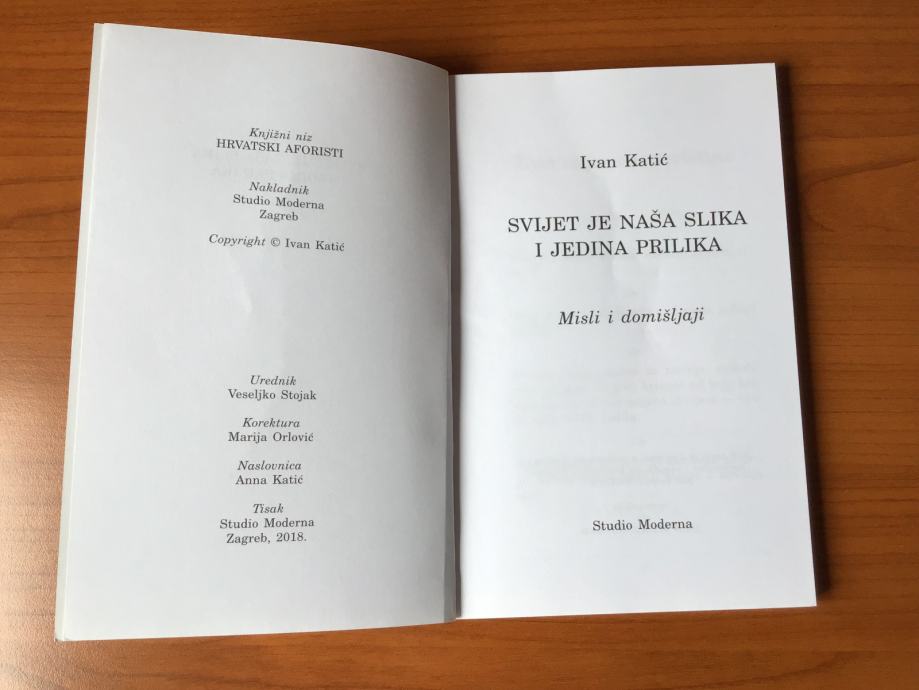 Knjižni niz
HRVATSKI AFORISTI
Nakladnik
Studio Moderna
Zagreb
Copyright © Ivan Katić
Urednik
Veseljko Stojak
Korektura
Marija Orlović
Naslovnica
Anna Katić
Tisak
Studio Moderna
Zagreb, 2018.
Ivan Katić
SVIJET JE NAŠA SLIKA
I JEDINA PRILIKA
Misli i domišljaji
Studio Moderna